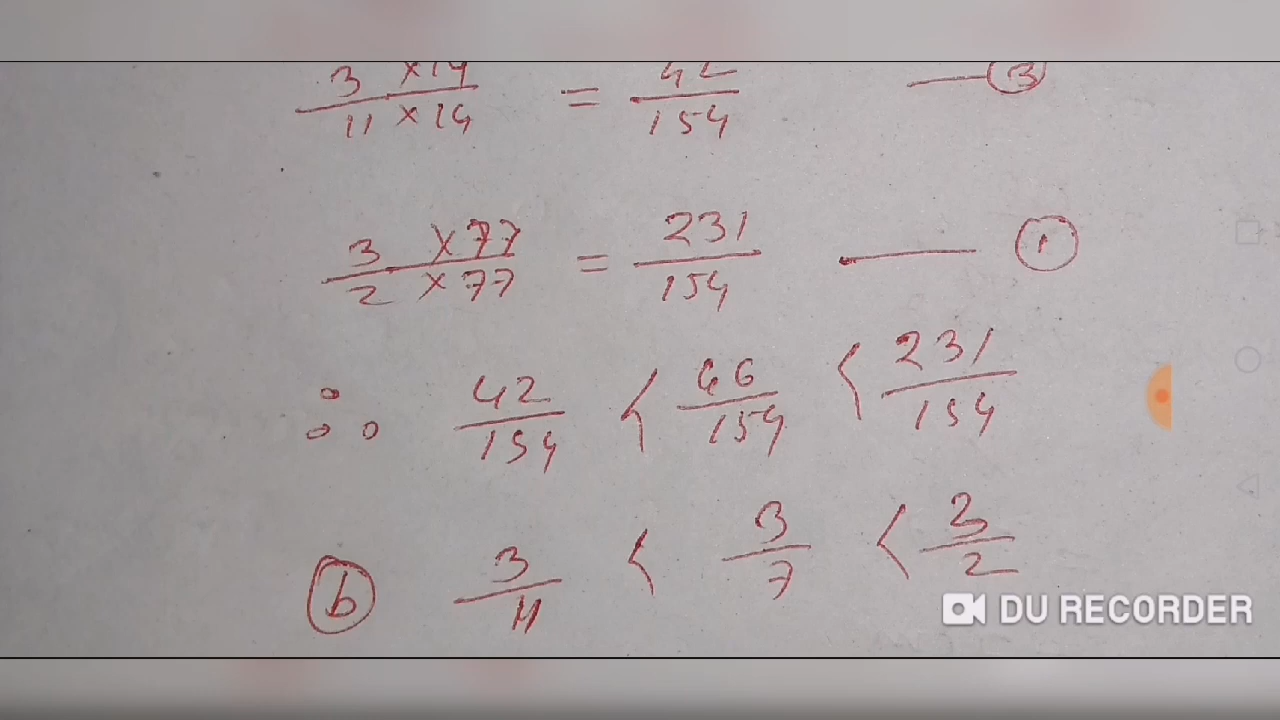 3 ×14 / 11 ×14 = 42 / 154 —— ③
3 ×77 / 2 ×77 = 231 / 154 —— ①
∴ 42/154 < 66/154 < 231/154
ⓑ 3/11 < 3/7 < 3/2
DU RECORDER